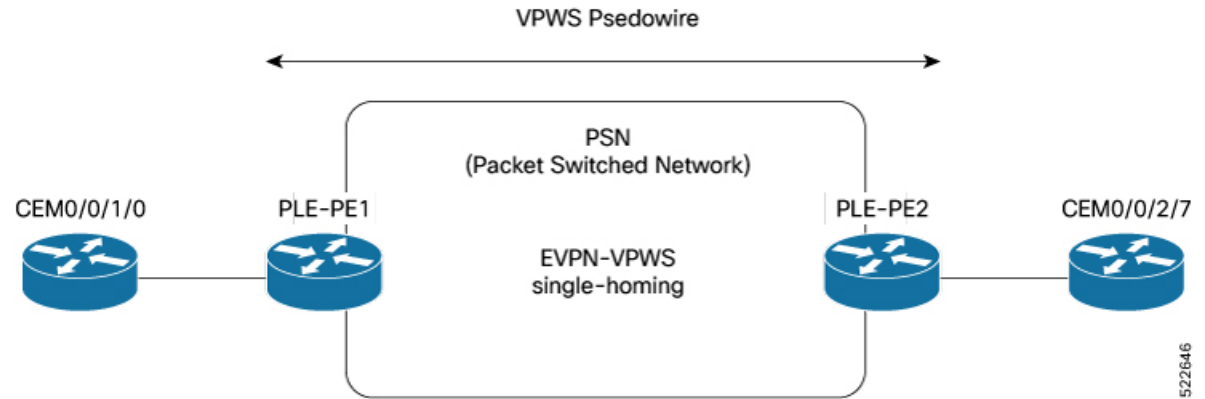 VPWS Psedowire
PSN
(Packet Switched Network)
CEM0/0/1/0
PLE-PE1
PLE-PE2
CEM0/0/2/7
EVPN-VPWS
single-homing
522646